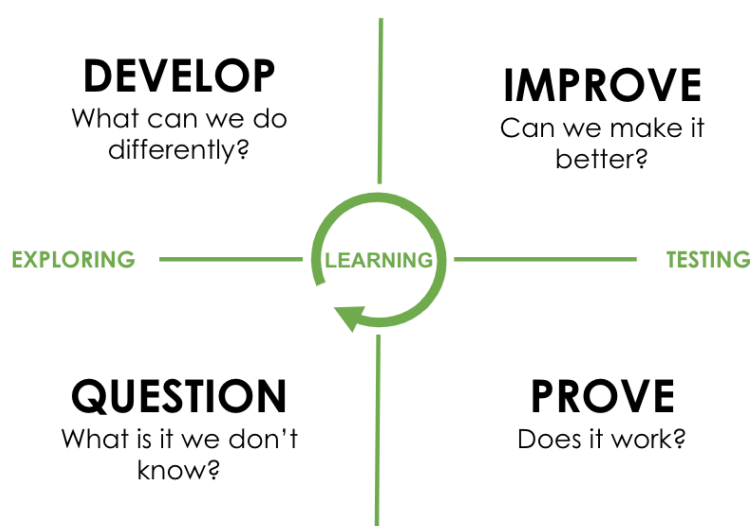 DEVELOP
What can we do
differently?
IMPROVE
Can we make it
better?
EXPLORING
LEARNING
TESTING
QUESTION
What is it we don’t
know?
PROVE
Does it work?